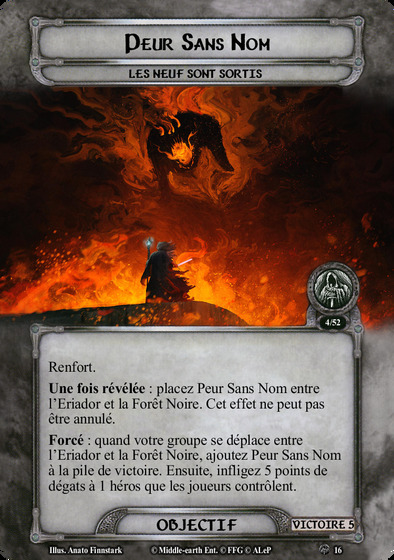 Peur Sans Nom
Les Neuf sont sortis
4/52
Renfort.
Une fois révélée : placez Peur Sans Nom entre
l'Eriador et la Forêt Noire. Cet effet ne peut pas
être annulé.
Forcé : quand votre groupe se déplace entre
l'Eriador et la Forêt Noire, ajoutez Peur Sans Nom
à la pile de victoire. Ensuite, infligez 5 points de
dégats à 1 héros que les joueurs contrôlent.
Objectif
Victoire 5
Illus. Anato Finnstark
© Middle-earth Ent. © FFG © ALeP
16